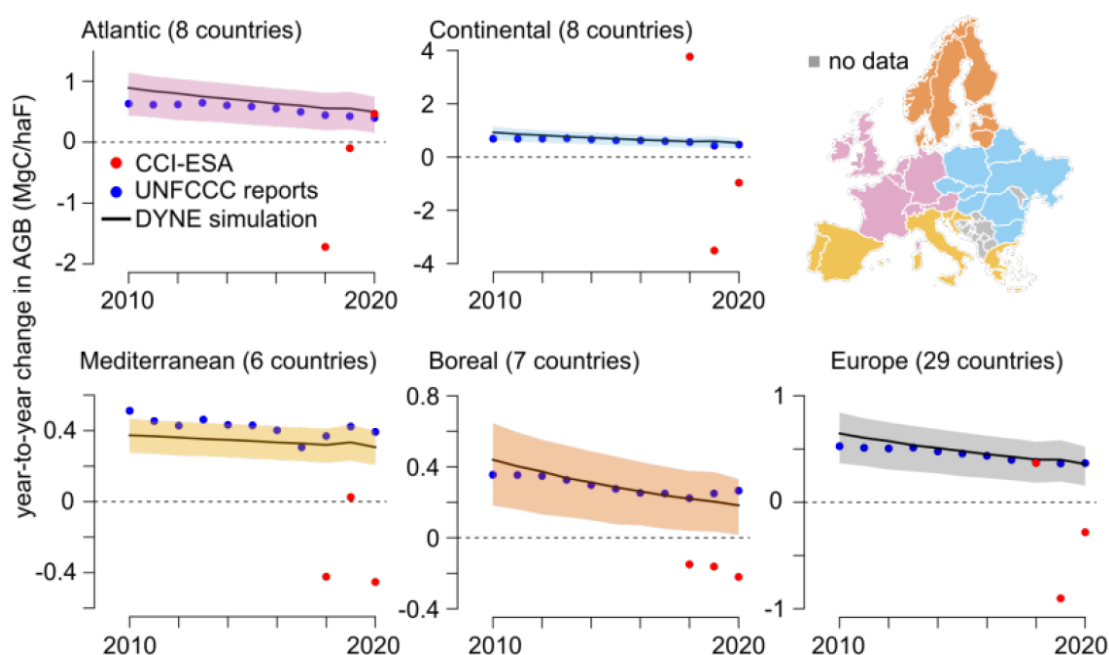 Atlantic (8 countries)
Continental (8 countries)
no data
year-to-year change in AGB (MgC/haF)
1
0
-1
-2
CCI-ESA
UNFCCC reports
DYNE simulation
2010
2020
4
2
0
-2
-4
2010
2020
Mediterranean (6 countries)
Boreal (7 countries)
Europe (29 countries)
0.4
0
-0.4
2010
2020
0.8
0.4
0
-0.4
2010
2020
1
0
-1
2010
2020